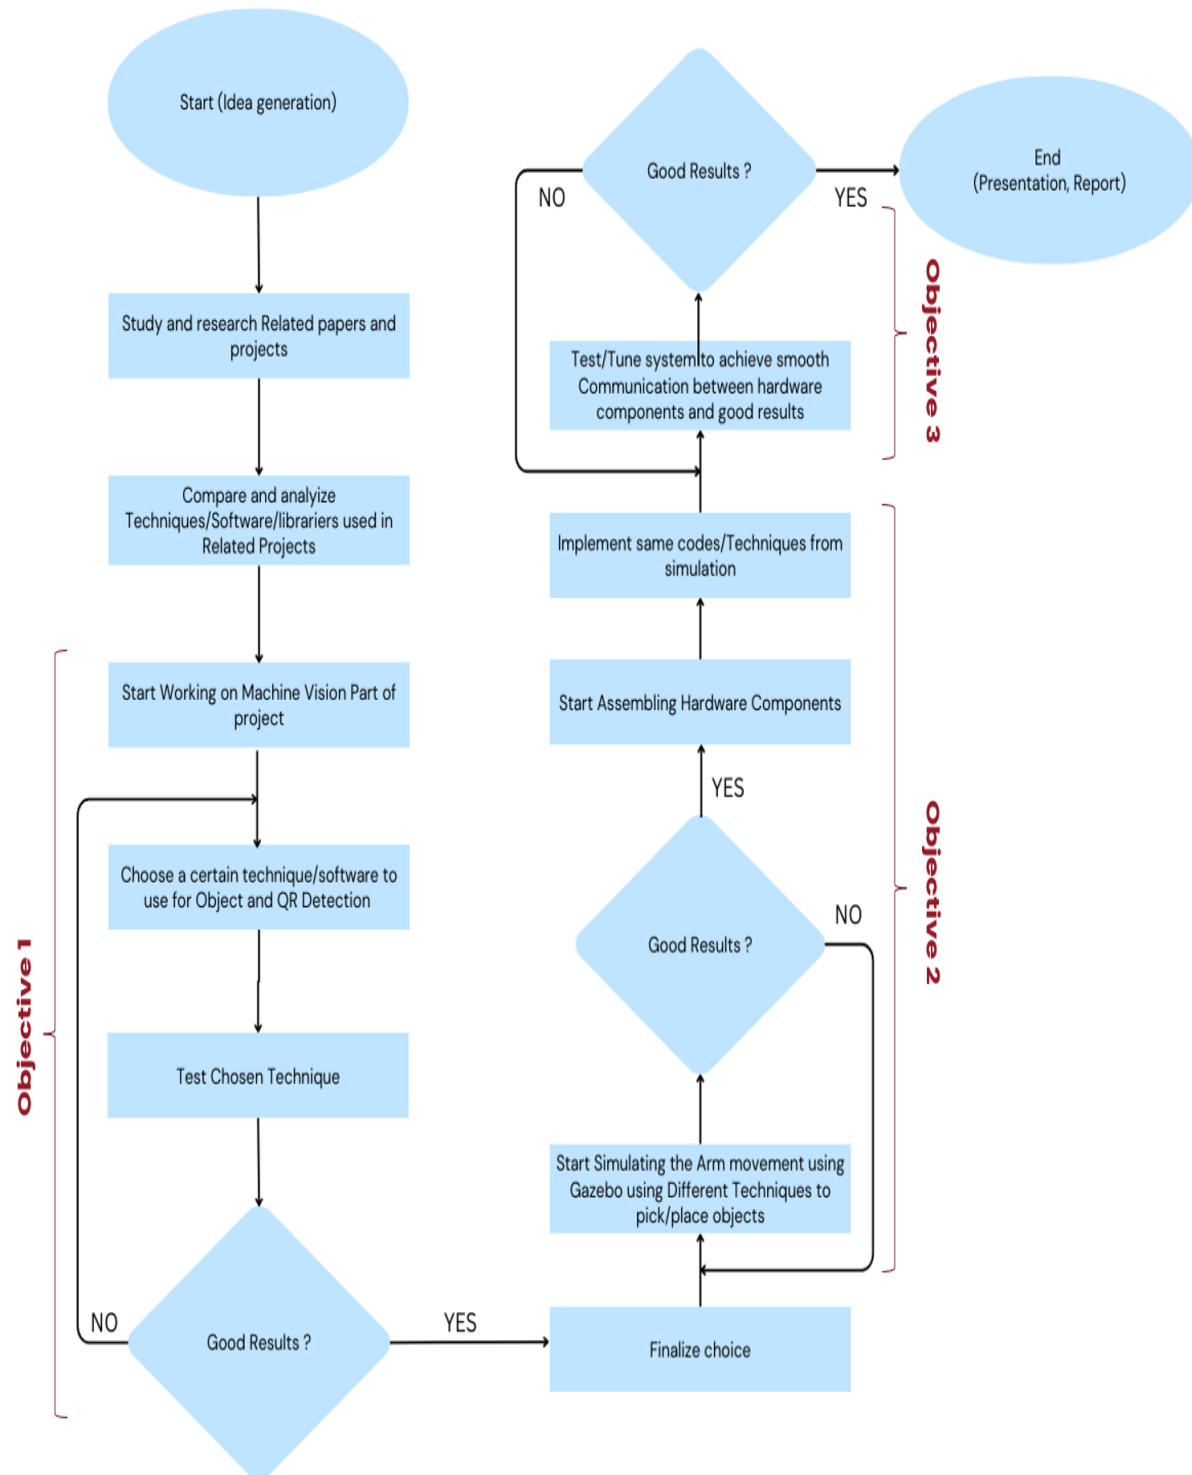 Start (Idea generation)
Study and research Related papers and
projects
Compare and analyize
Techniques/Software/librariers used in
Related Projects
Start Working on Machine Vision Part of
project
Choose a certain technique/software to
use for Object and QR Detection
Test Chosen Technique
Good Results ?
NO
YES
Objective 1
Finalize choice
Start Simulating the Arm movement using
Gazebo using Different Techniques to
pick/place objects
Good Results ?
NO
YES
Start Assembling Hardware Components
Implement same codes/Techniques from
simulation
Objective 2
Test/Tune system to achieve smooth
Communication between hardware
components and good results
Good Results ?
NO
YES
Objective 3
End
(Presentation, Report)